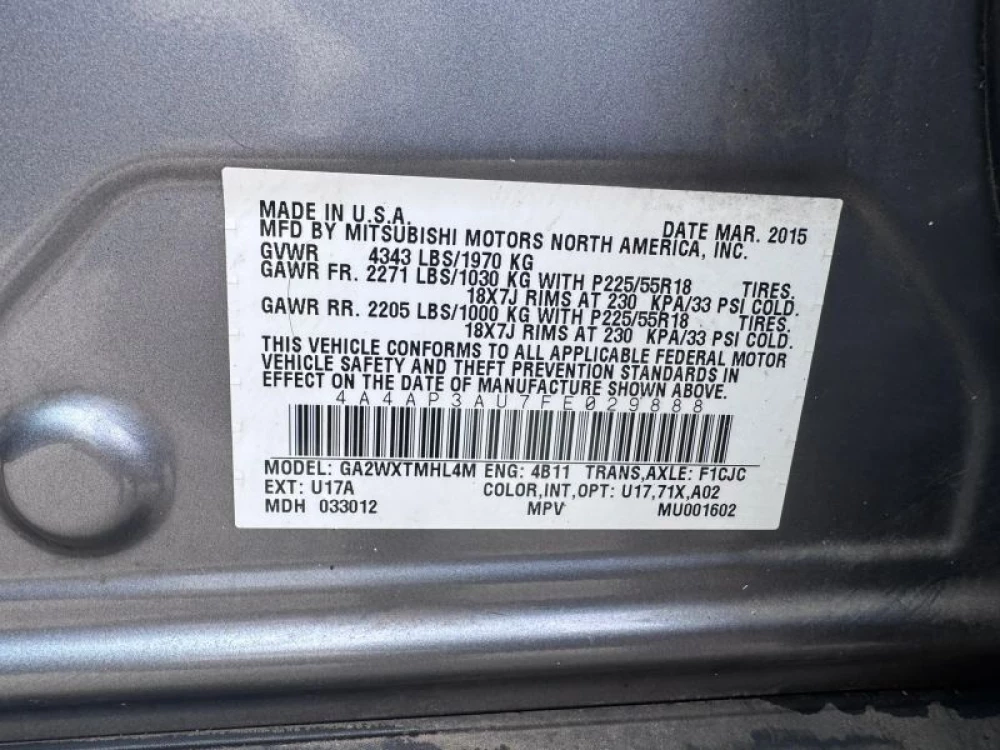 MADE IN U.S.A. DATE MAR. 2015
MFD BY MITSUBISHI MOTORS NORTH AMERICA, INC.
GVWR 4343 LBS/1970 KG
GAWR FR. 2271 LBS/1030 KG WITH P225/55R18 TIRES.
18X7J RIMS AT 230 KPA/33 PSI COLD.
GAWR RR. 2205 LBS/1000 KG WITH P225/55R18 TIRES.
18X7J RIMS AT 230 KPA/33 PSI COLD.
THIS VEHICLE CONFORMS TO ALL APPLICABLE FEDERAL MOTOR
VEHICLE SAFETY AND THEFT PREVENTION STANDARDS IN
EFFECT ON THE DATE OF MANUFACTURE SHOWN ABOVE.
4A4AP3AU7FE029888
MODEL: GA2WXTMHL4M ENG: 4B11 TRANS,AXLE: F1CJC
EXT: U17A COLOR,INT,OPT: U17,71X,A02
MDH 033012 MPV MU001602